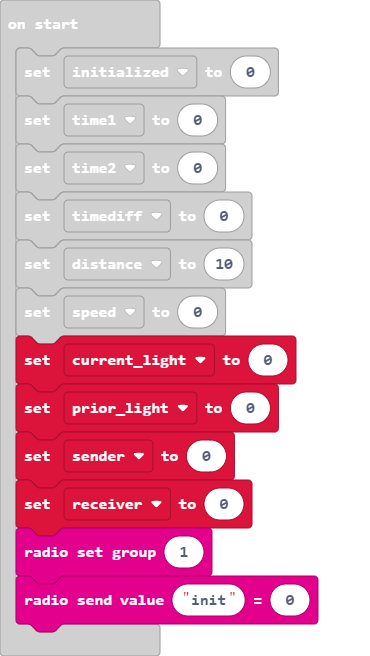 on start
set initialized to 0
set time1 to 0
set time2 to 0
set timediff to 0
set distance to 10
set speed to 0
set current_light to 0
set prior_light to 0
set sender to 0
set receiver to 0
radio set group 1
radio send value "init" = 0